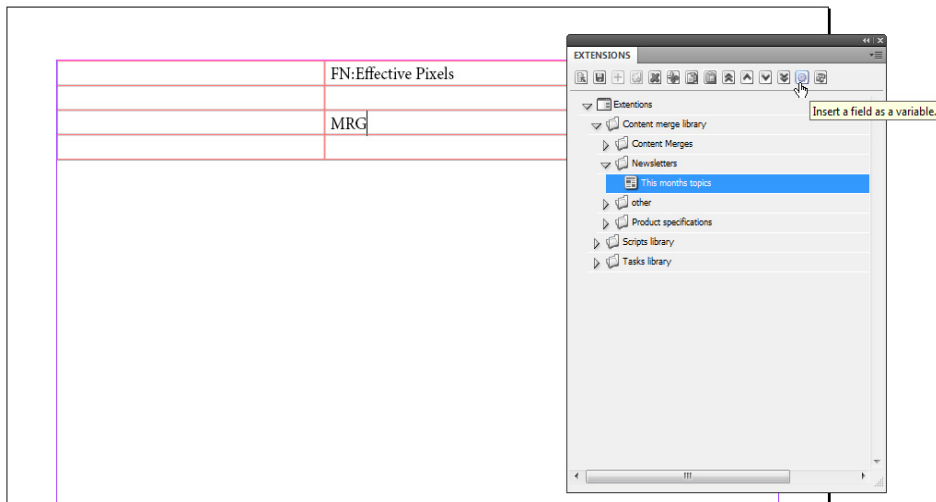 FN:Effective Pixels
MRG
EXTENSIONS
Insert a field as a variable.
Extentions
Content merge library
Content Merges
Newsletters
This months topics
other
Product specifications
Scripts library
Tasks library